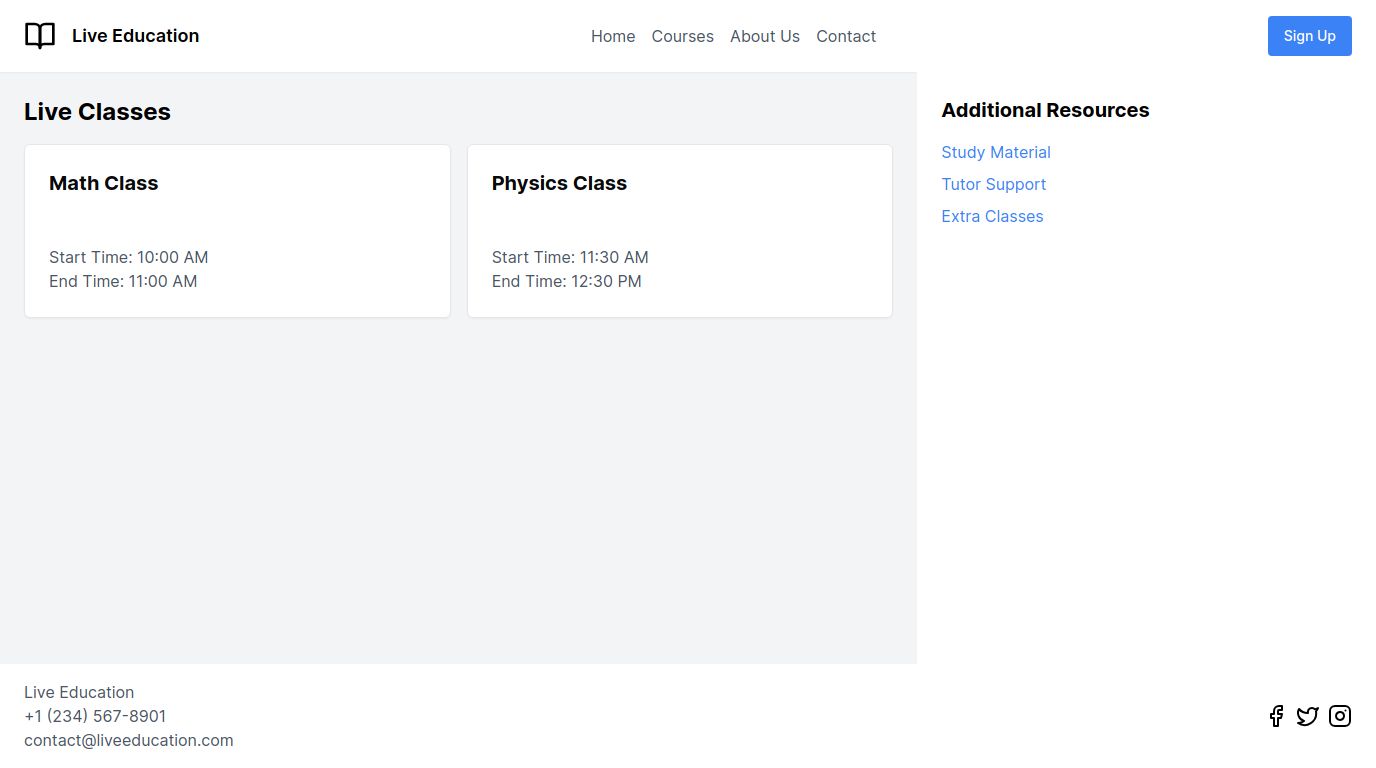 Live Education
Home Courses About Us Contact
Sign Up
Live Classes
Math Class
Start Time: 10:00 AM
End Time: 11:00 AM
Physics Class
Start Time: 11:30 AM
End Time: 12:30 PM
Additional Resources
Study Material
Tutor Support
Extra Classes
Live Education
+1 (234) 567-8901
contact@liveeducation.com